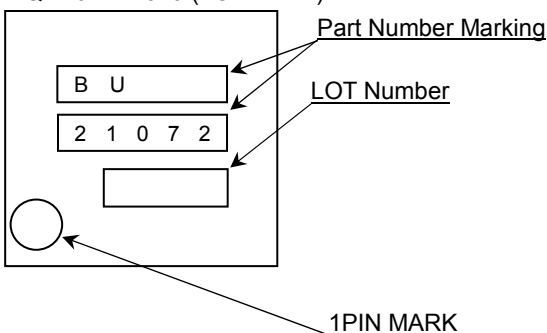 Part Number Marking
B U
LOT Number
2 1 0 7 2
1PIN MARK